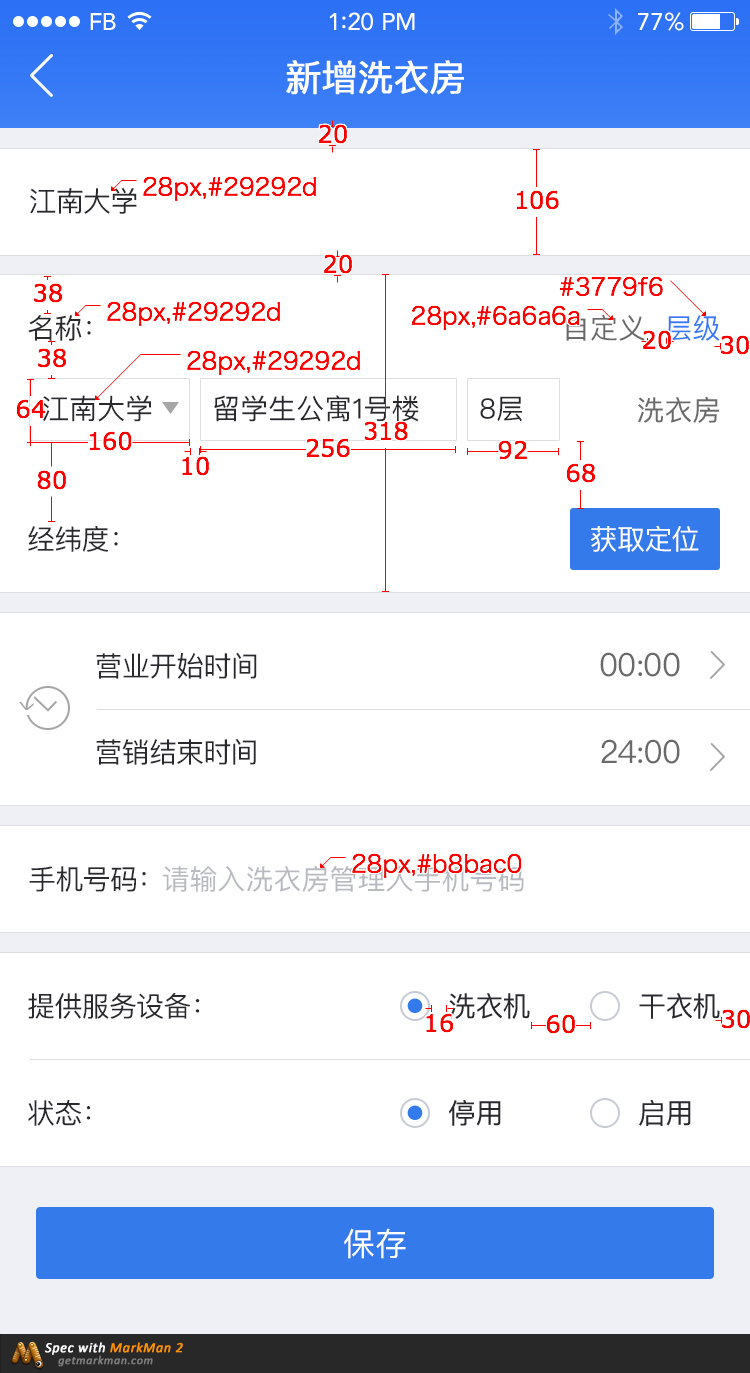 FB 1:20 PM 77%
新增洗衣房
20
江南大学 28px,#29292d
106
20
38 #3779f6
28px,#29292d 28px,#6a6a6a
名称： 自定义 20 层级 30
38 28px,#29292d
64 江南大学 留学生公寓1号楼 8层 洗衣房
160 10 256 318 92
80 68
经纬度： 获取定位
营业开始时间 00:00
营销结束时间 24:00
28px,#b8bac0
手机号码： 请输入洗衣房管理人手机号码
提供服务设备： 洗衣机 干衣机
16 60 30
状态： 停用 启用
保存
Spec with MarkMan 2
getmarkman.com